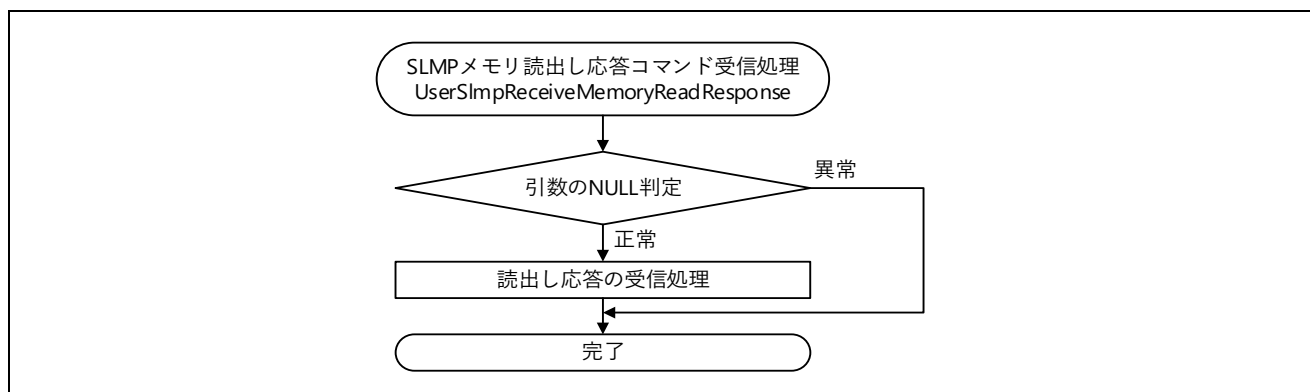 SLMPメモリ読出し応答コマンド受信処理
UserSlmpReceiveMemoryReadResponse
引数のNULL判定
異常
正常
読出し応答の受信処理
完了